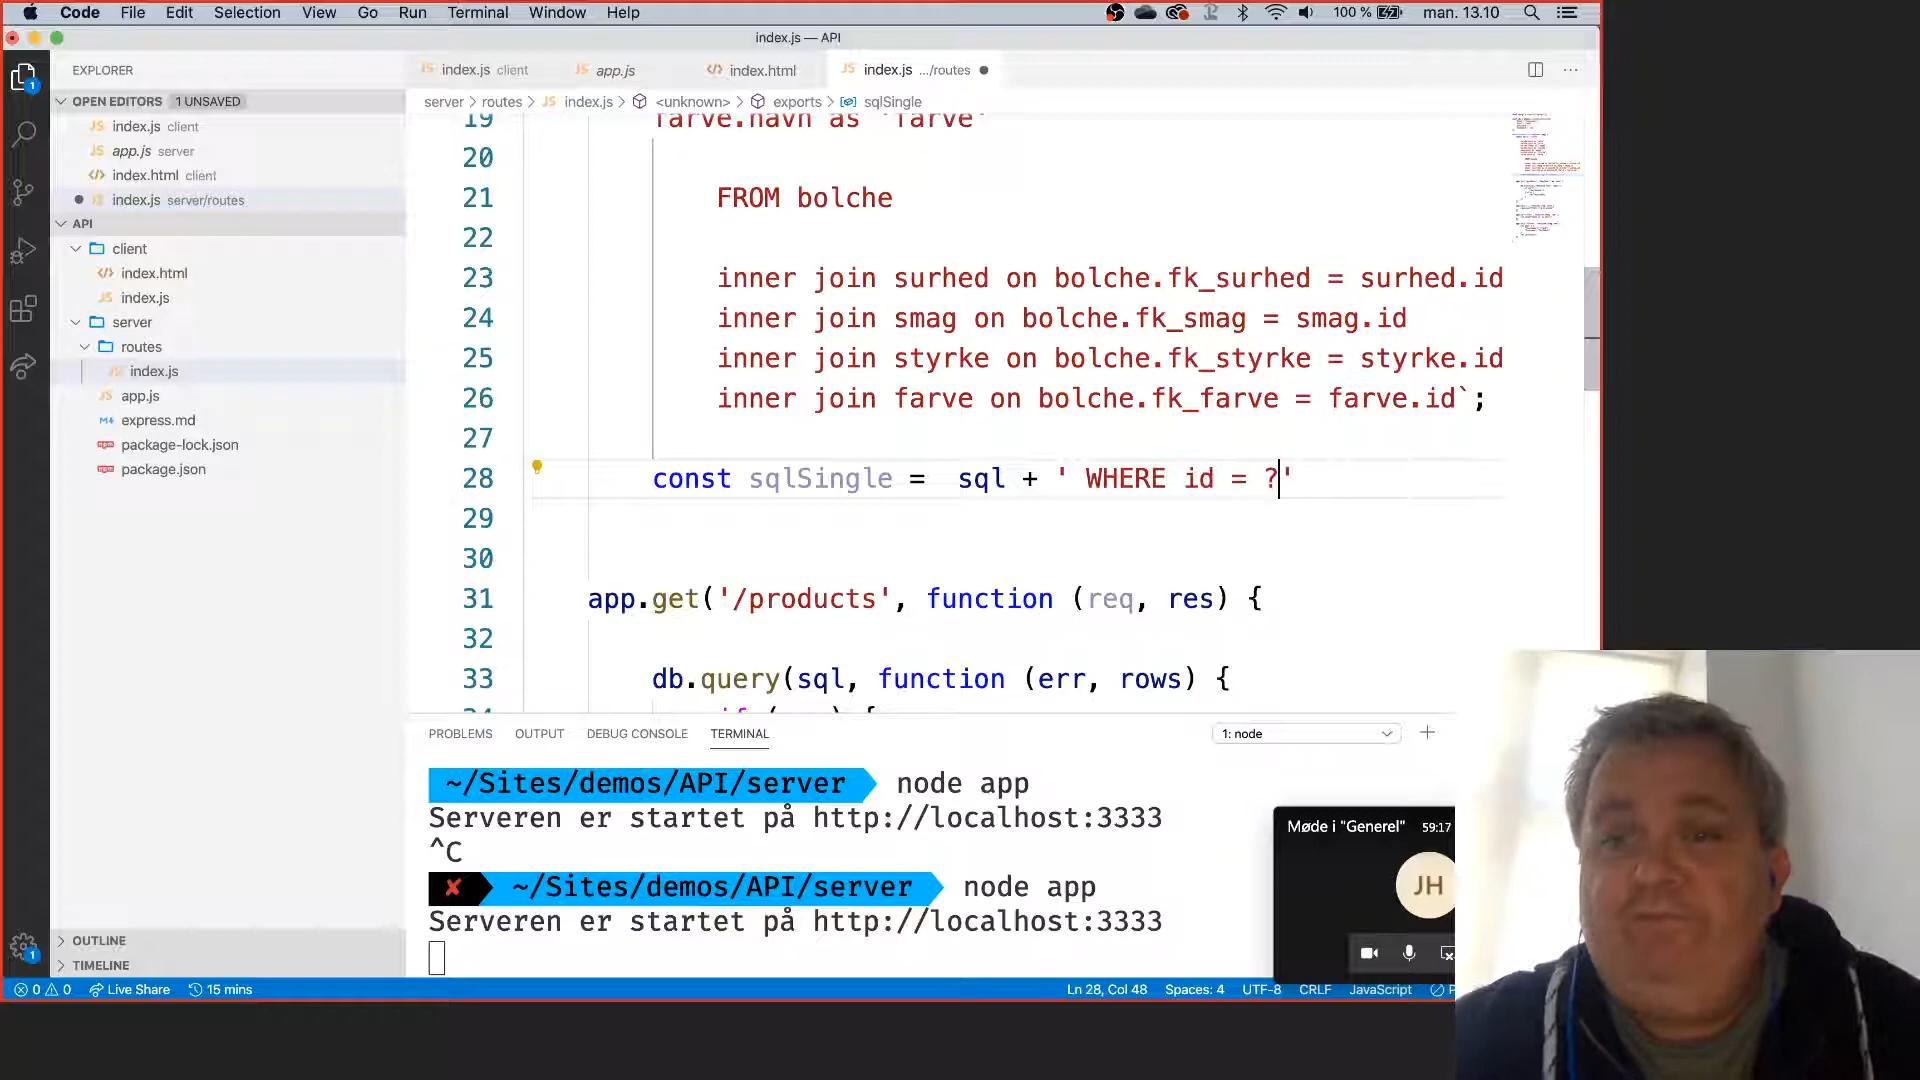 Code File Edit Selection View Go Run Terminal Window Help 100 % man. 13.10
index.js — API
EXPLORER
index.js client
app.js
index.html
index.js .../routes
OPEN EDITORS 1 UNSAVED
server > routes > index.js > <unknown> > exports > sqlSingle
index.js client
app.js server
index.html client
index.js server/routes
API
client
index.html
index.js
server
routes
index.js
app.js
express.md
package-lock.json
package.json
OUTLINE
TIMELINE
19 farve.navn as 'farve'
20
21 FROM bolche
22
23 inner join surhed on bolche.fk_surhed = surhed.id
24 inner join smag on bolche.fk_smag = smag.id
25 inner join styrke on bolche.fk_styrke = styrke.id
26 inner join farve on bolche.fk_farve = farve.id`;
27
28 const sqlSingle = sql + ' WHERE id = ?'
29
30
31 app.get('/products', function (req, res) {
32
33 db.query(sql, function (err, rows) {
PROBLEMS OUTPUT DEBUG CONSOLE TERMINAL 1: node
~/Sites/demos/API/server node app
Serveren er startet på http://localhost:3333
^C
✘ ~/Sites/demos/API/server node app
Serveren er startet på http://localhost:3333
Møde i "Generel" 59:17
JH
0 0 Live Share 15 mins Ln 28, Col 48 Spaces: 4 UTF-8 CRLF JavaScript